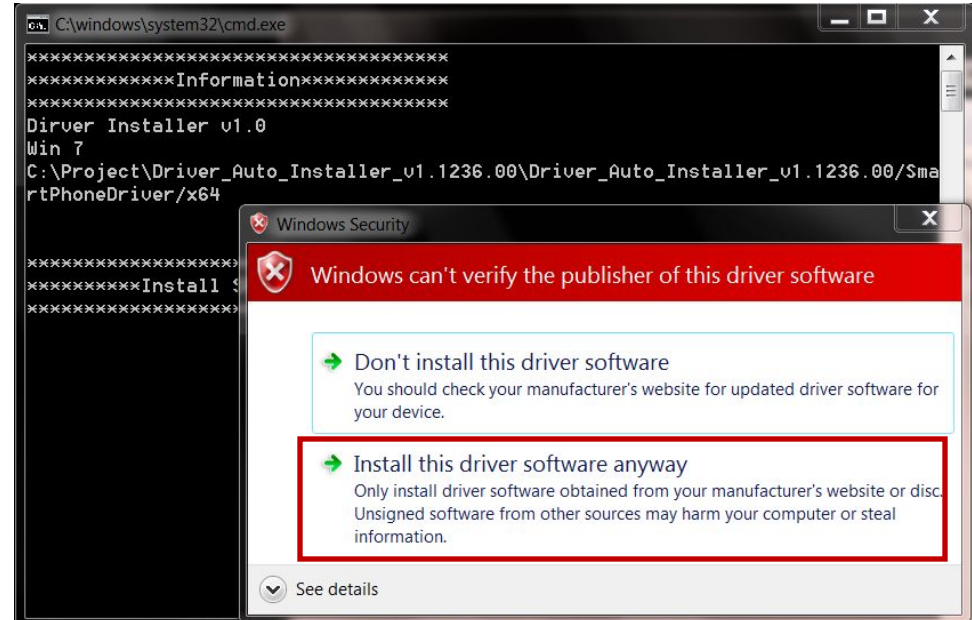 C:\windows\system32\cmd.exe
*************************************
*************Information*************
*************************************
Dirver Installer v1.0
Win 7
C:\Project\Driver_Auto_Installer_v1.1236.00\Driver_Auto_Installer_v1.1236.00/Sma
rtPhoneDriver/x64
Windows Security
*******************
Windows can't verify the publisher of this driver software
**********Install
*******************
Don't install this driver software
You should check your manufacturer's website for updated driver software for
your device.
Install this driver software anyway
Only install driver software obtained from your manufacturer's website or disc.
Unsigned software from other sources may harm your computer or steal
information.
See details